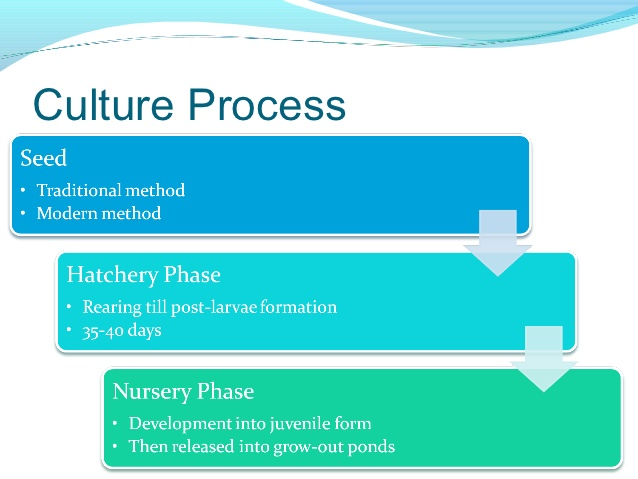 Culture Process
Seed
• Traditional method
• Modern method
Hatchery Phase
• Rearing till post-larvae formation
• 35-40 days
Nursery Phase
• Development into juvenile form
• Then released into grow-out ponds